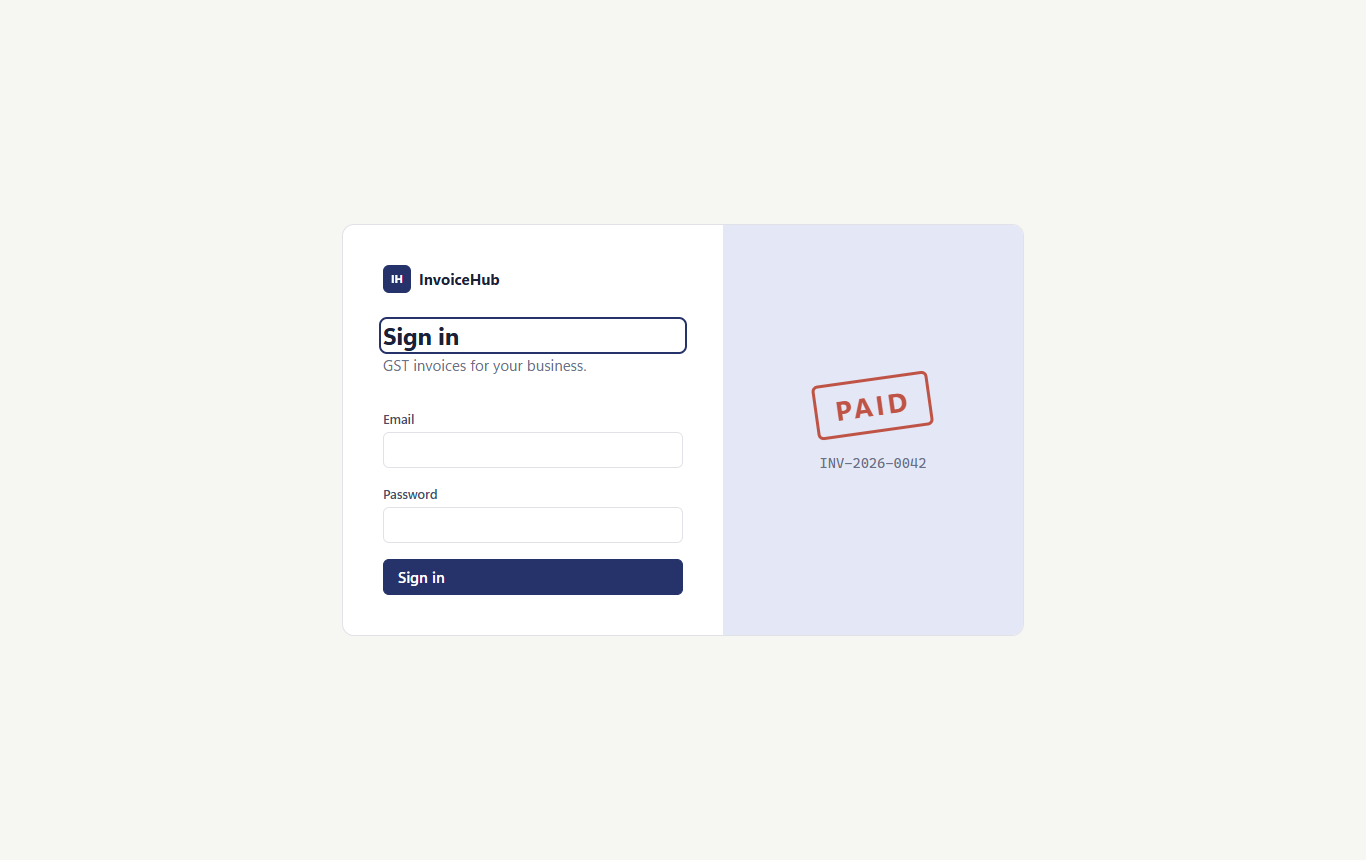 IH InvoiceHub
Sign in
GST invoices for your business.
Email
Password
Sign in
PAID
INV-2026-0042